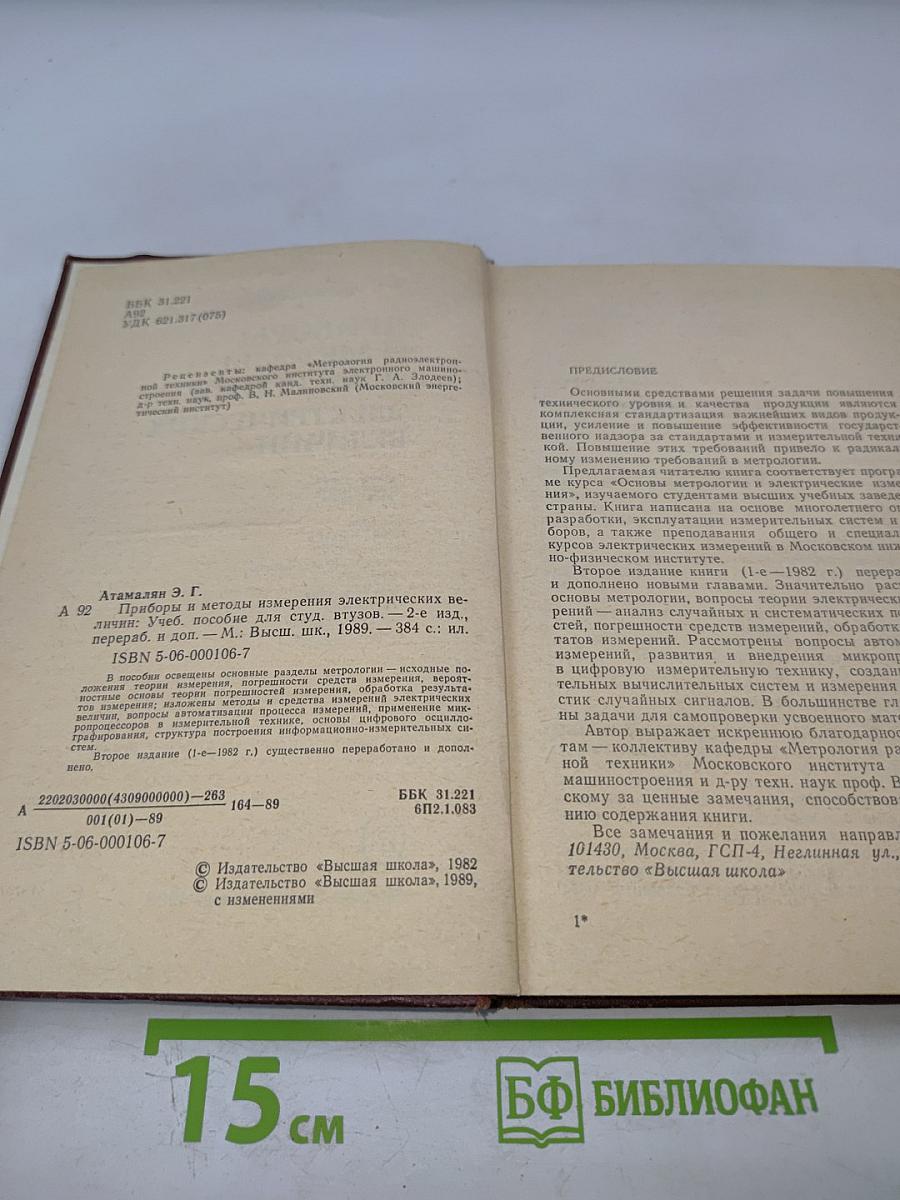 ББК 31.221
А92
УДК 621.317(075)
Рецензенты: кафедра «Метрология радиоэлектрон-
ной техники» Московского института электронного машино-
строения (зав. кафедрой канд. техн. наук Г. А. Злодеев);
д-р техн. наук, проф. В. Н. Малиновский (Московский энерге-
тический институт)
Атамалян Э. Г.
А 92 Приборы и методы измерения электрических ве-
личин: Учеб. пособие для студ. втузов. — 2-е изд.,
перераб. и доп. — М.: Высш. шк., 1989. — 384 с.: ил.
ISBN 5-06-000106-7
В пособии освещены основные разделы метрологии — исходные по-
ложения теории измерения, погрешности средств измерения, вероят-
ностные основы теории погрешностей измерения, обработка результа-
тов измерения; изложены методы и средства измерений электрических
величин, вопросы автоматизации процесса измерений, применение мик-
ропроцессоров в измерительной технике, основы цифрового осцилло-
графирования, структура построения информационно-измерительных си-
стем.
Второе издание (1-е—1982 г.) существенно переработано и допол-
нено.
А 2202030000(4309000000)—263
001(01)—89
164—89
ББК 31.221
6П2.1.083
ISBN 5-06-000106-7
© Издательство «Высшая школа», 1982
© Издательство «Высшая школа», 1989,
с изменениями
ПРЕДИСЛОВИЕ
Основными средствами решения задачи повышения
технического уровня и качества продукции являются
комплексная стандартизация важнейших видов продук-
ции, усиление и повышение эффективности государст-
венного надзора за стандартами и измерительной техни-
кой. Повышение этих требований привело к радикаль-
ному изменению требований в метрологии.
Предлагаемая читателю книга соответствует програм-
ме курса «Основы метрологии и электрические измере-
ния», изучаемого студентами высших учебных заведе
страны. Книга написана на основе многолетнего оп
разработки, эксплуатации измерительных систем и
боров, а также преподавания общего и специал
курсов электрических измерений в Московском инж
но-физическом институте.
Второе издание книги (1-е—1982 г.) перера
и дополнено новыми главами. Значительно рас
основы метрологии, вопросы теории электрически
рений — анализ случайных и систематических по
стей, погрешности средств измерений, обработк
татов измерений. Рассмотрены вопросы автом
измерений, развития и внедрения микропр
в цифровую измерительную технику, создан
тельных вычислительных систем и измерения
стик случайных сигналов. В большинстве гл
ны задачи для самопроверки усвоенного мате
Автор выражает искреннюю благодарнос
там — коллективу кафедры «Метрология ра
ной техники» Московского института
машиностроения и д-ру техн. наук проф. В.
скому за ценные замечания, способствов
нию содержания книги.
Все замечания и пожелания направл
101430, Москва, ГСП-4, Неглинная ул.,
тельство «Высшая школа»
1*
15 см
БФ БИБЛИОФАН